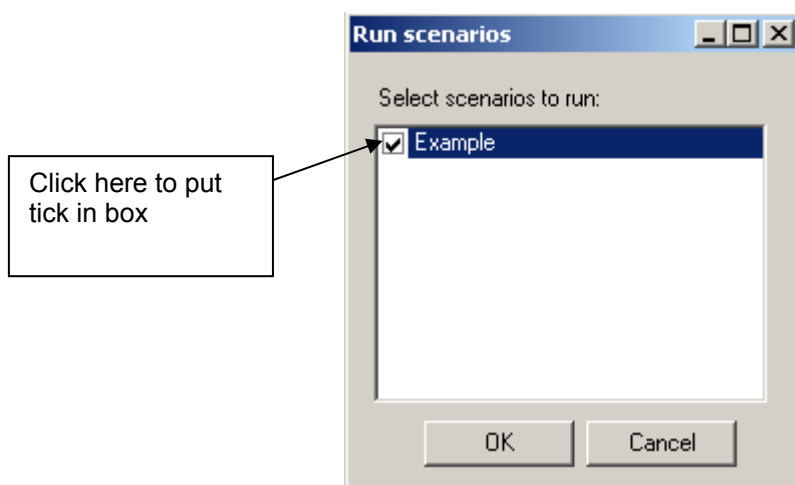 Run scenarios
Select scenarios to run:
Example
Click here to put
tick in box
OK
Cancel